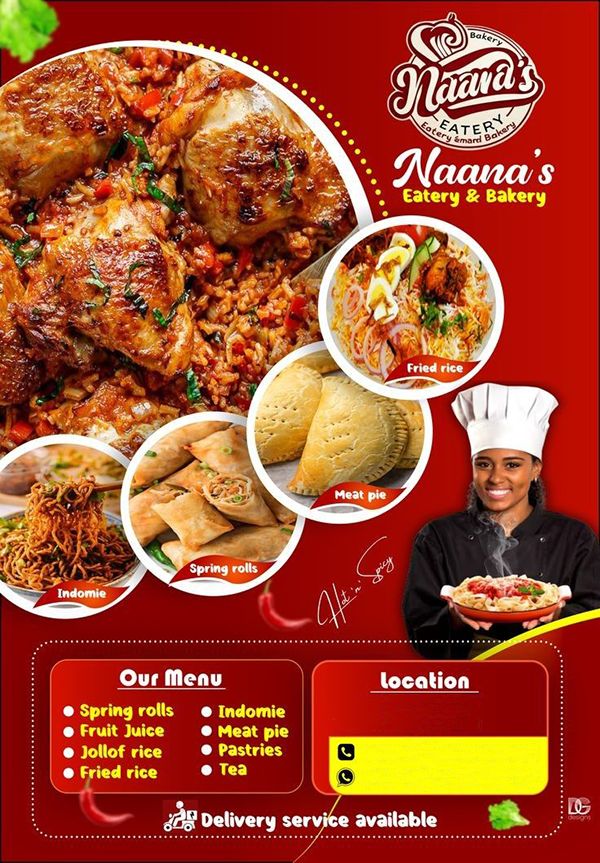 Bakery
Naana's
EATERY
Eatery &mard Bakery
Naana's
Eatery & Bakery
Fried rice
Meat pie
Spring rolls
Indomie
Hot 'n' Spicy
Our Menu
Spring rolls
Fruit Juice
Jollof rice
Fried rice
Indomie
Meat pie
Pastries
Tea
Location
Delivery service available
DG
designs